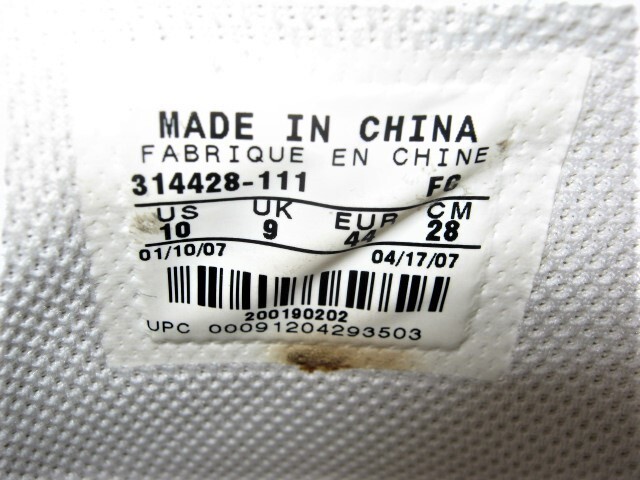 MADE IN CHINA
FABRIQUE EN CHINE
314428-111 FC
US UK EUR CM
10 9 44 28
01/10/07 04/17/07
200190202
UPC 00091204293503